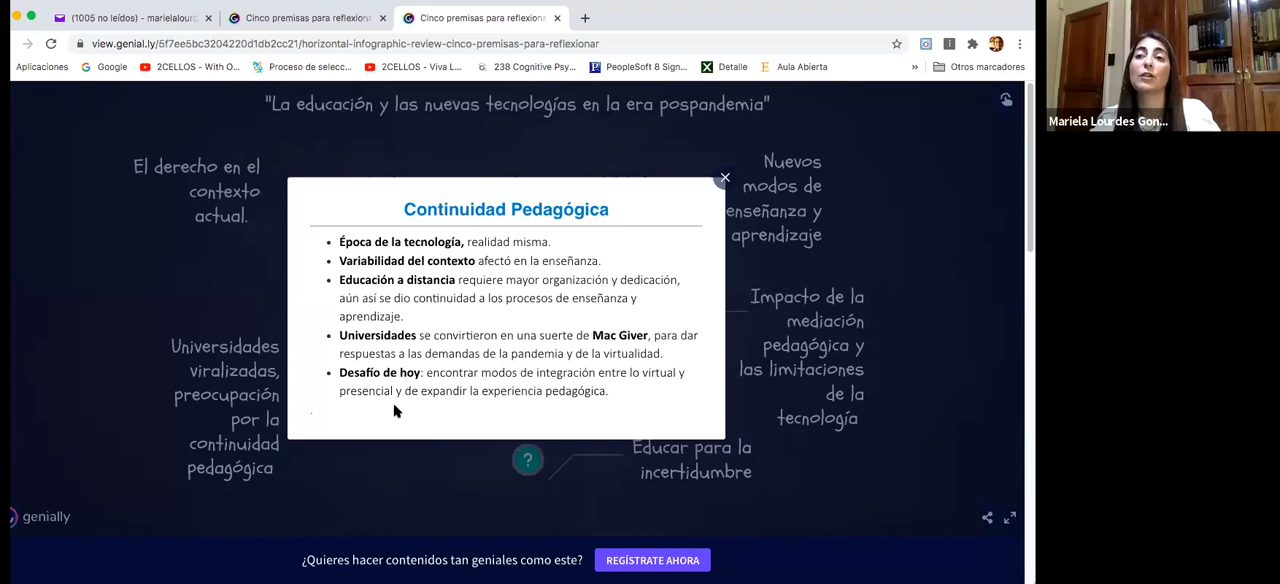 (1005 no leídos) - marielalourd
Cinco premisas para reflexiona
Cinco premisas para reflexiona
view.genial.ly/5f7ee5bc3204220d1db2cc21/horizontal-infographic-review-cinco-premisas-para-reflexionar
Aplicaciones
Google
2CELLOS - With O...
Proceso de selecc...
2CELLOS - Viva L...
238 Cognitive Psy...
PeopleSoft 8 Sign...
Detalle
Aula Abierta
»
Otros marcadores
"La educación y las nuevas tecnologías en la era pospandemia"
El derecho en el
contexto
actual.
Universidades
viralizadas,
preocupación
por la
continuidad
pedagógica
Continuidad Pedagógica
• Época de la tecnología, realidad misma.
• Variabilidad del contexto afectó en la enseñanza.
• Educación a distancia requiere mayor organización y dedicación,
aún así se dio continuidad a los procesos de enseñanza y
aprendizaje.
• Universidades se convirtieron en una suerte de Mac Giver, para dar
respuestas a las demandas de la pandemia y de la virtualidad.
• Desafío de hoy: encontrar modos de integración entre lo virtual y
presencial y de expandir la experiencia pedagógica.
.
Nuevos
modos de
enseñanza y
aprendizaje
Impacto de la
mediación
pedagógica y
las limitaciones
de la
tecnología
?
Educar para la
incertidumbre
genially
¿Quieres hacer contenidos tan geniales como este?
REGÍSTRATE AHORA
Mariela Lourdes Gon...